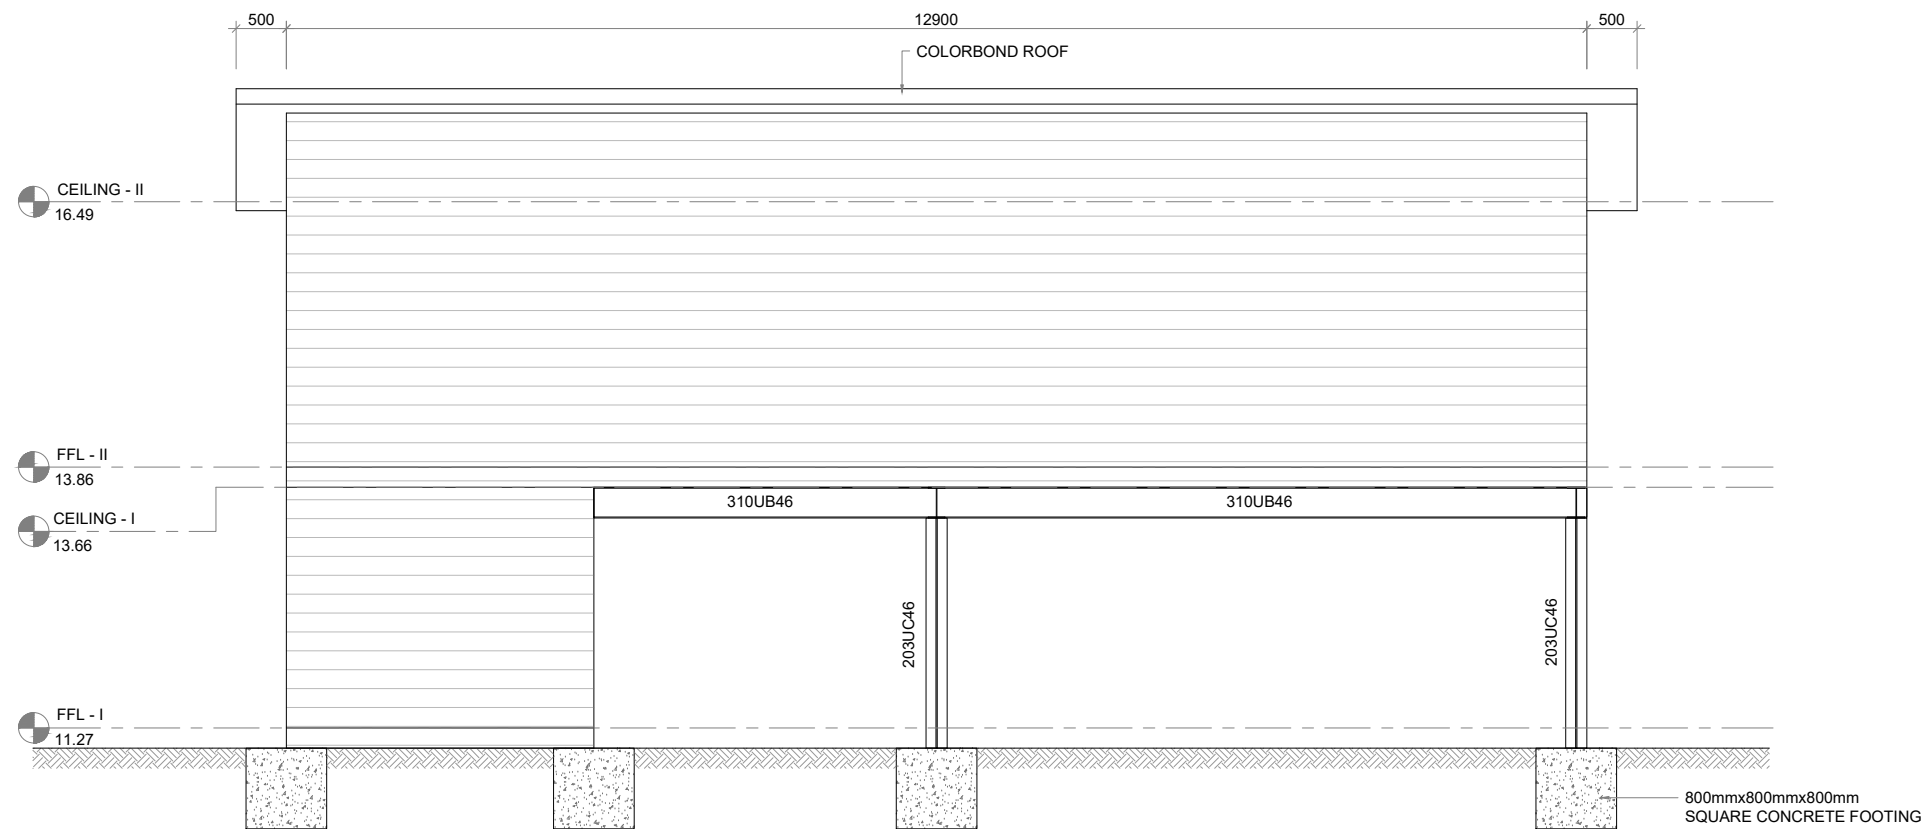 500
12900
500
COLORBOND ROOF
CEILING - II
16.49
FFL - II
13.86
CEILING - I
13.66
310UB46
310UB46
203UC46
203UC46
FFL - I
11.27
800mmx800mmx800mm
SQUARE CONCRETE FOOTING